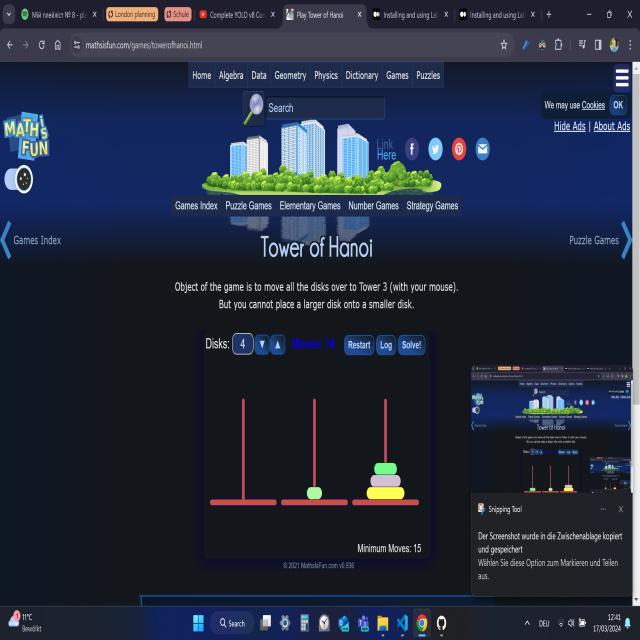 Мій плейліст № 8 - pl
London planning
Schule
Complete YOLO v8 Cus
Play Tower of Hanoi
Installing and using Lab
Installing and using Lab
mathsisfun.com/games/towerofhanoi.html
Home Algebra Data Geometry Physics Dictionary Games Puzzles
Search
We may use Cookies OK
Hide Ads | About Ads
MATHS FUN
Link
Here
Games Index Puzzle Games Elementary Games Number Games Strategy Games
Games Index
Puzzle Games
Tower of Hanoi
Object of the game is to move all the disks over to Tower 3 (with your mouse).
But you cannot place a larger disk onto a smaller disk.
Disks: 4 ▼ ▲ Moves: 14 Restart Log Solve!
Minimum Moves: 15
© 2021 MathsIsFun.com v0.936
Snipping Tool
Der Screenshot wurde in die Zwischenablage kopiert
und gespeichert
Wählen Sie diese Option zum Markieren und Teilen
aus.
11°C
Bewölkt
Search
DEU
12:41
17/03/2024